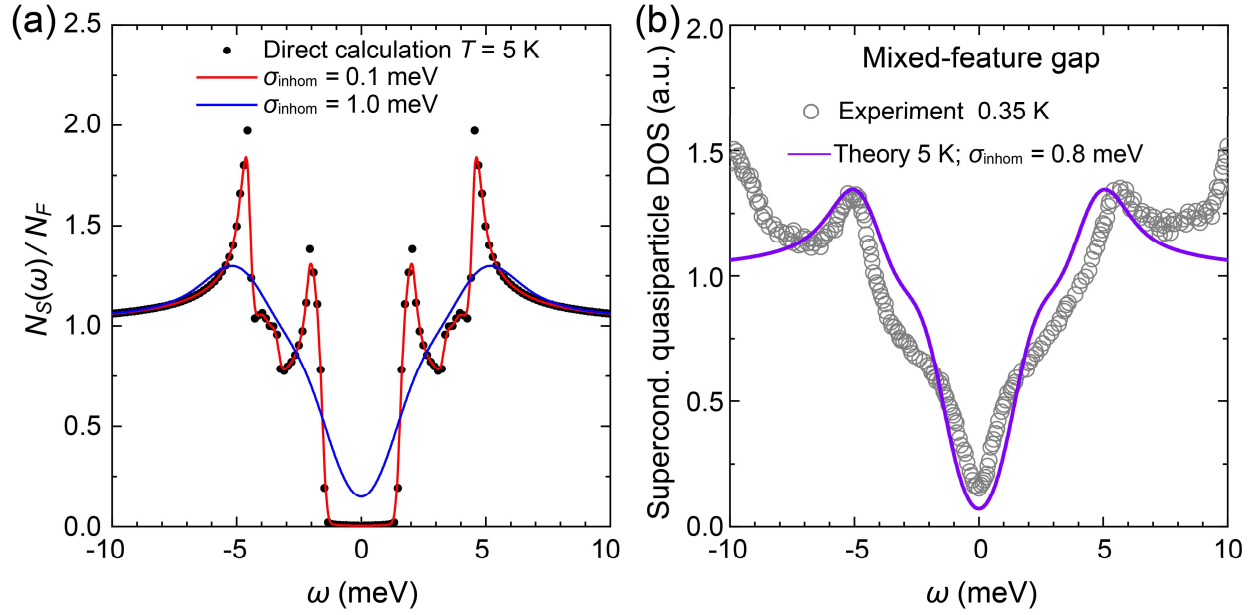 (a)
Direct calculation T = 5 K
σinhom = 0.1 meV
σinhom = 1.0 meV
NS(ω) / NF
2.5
2.0
1.5
1.0
0.5
0.0
-10
-5
0
5
10
ω (meV)
(b)
Mixed-feature gap
Experiment 0.35 K
Theory 5 K; σinhom = 0.8 meV
Supercond. quasiparticle DOS (a.u.)
2.0
1.5
1.0
0.5
0.0
-10
-5
0
5
10
ω (meV)